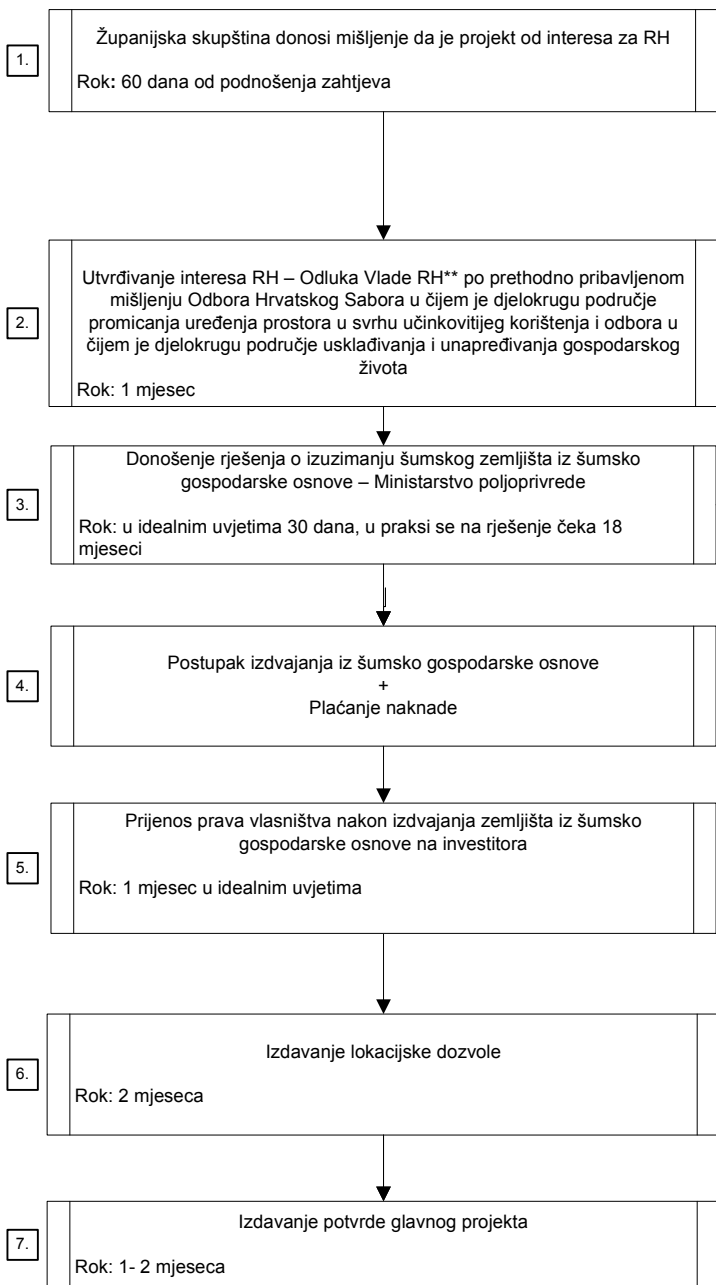 1.
Županijska skupština donosi mišljenje da je projekt od interesa za RH
Rok: 60 dana od podnošenja zahtjeva
2.
Utvrđivanje interesa RH – Odluka Vlade RH** po prethodno pribavljenom
mišljenju Odbora Hrvatskog Sabora u čijem je djelokrugu područje
promicanja uređenja prostora u svrhu učinkovitijeg korištenja i odbora u
čijem je djelokrugu područje usklađivanja i unapređivanja gospodarskog
života
Rok: 1 mjesec
3.
Donošenje rješenja o izuzimanju šumskog zemljišta iz šumsko
gospodarske osnove – Ministarstvo poljoprivrede
Rok: u idealnim uvjetima 30 dana, u praksi se na rješenje čeka 18
mjeseci
4.
Postupak izdvajanja iz šumsko gospodarske osnove
+
Plaćanje naknade
5.
Prijenos prava vlasništva nakon izdvajanja zemljišta iz šumsko
gospodarske osnove na investitora
Rok: 1 mjesec u idealnim uvjetima
6.
Izdavanje lokacijske dozvole
Rok: 2 mjeseca
7.
Izdavanje potvrde glavnog projekta
Rok: 1- 2 mjeseca